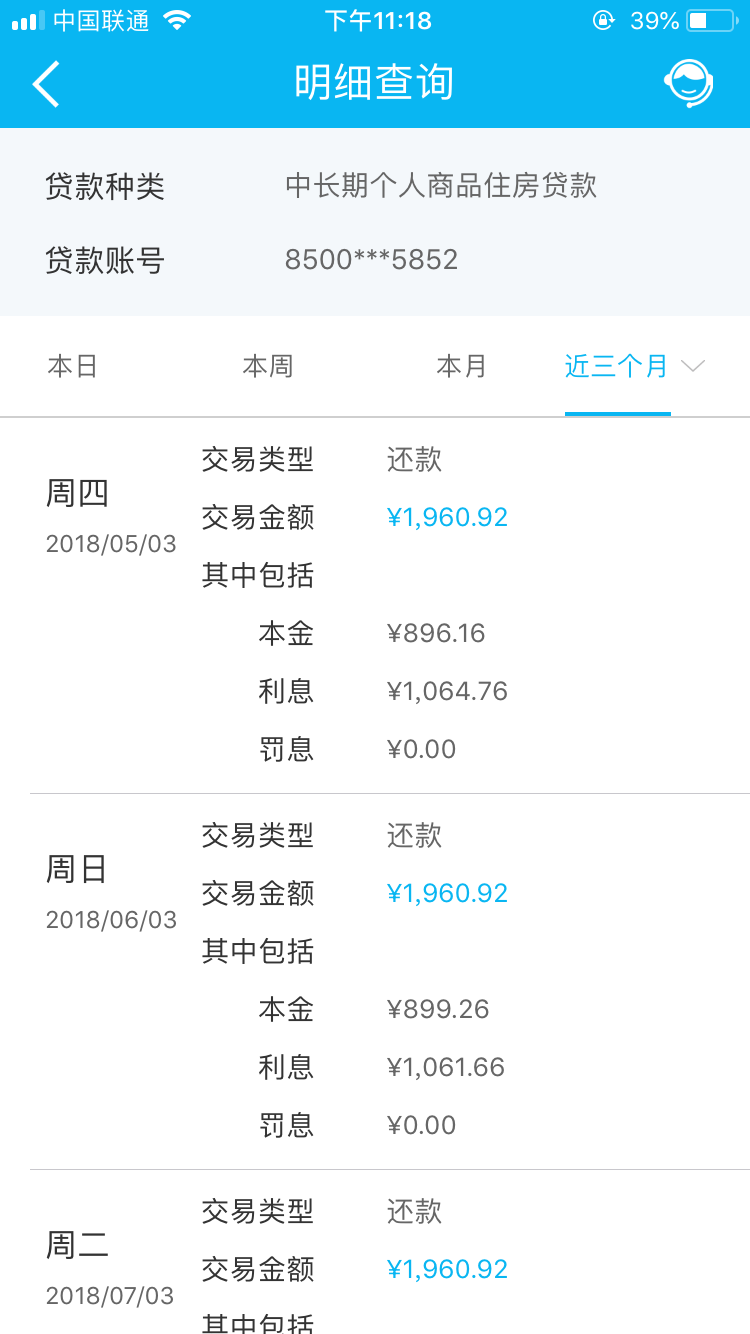 中国联通 下午11:18 39%
明细查询
贷款种类 中长期个人商品住房贷款
贷款账号 8500***5852
本日 本周 本月 近三个月
周四
2018/05/03
交易类型 还款
交易金额 ¥1,960.92
其中包括
本金 ¥896.16
利息 ¥1,064.76
罚息 ¥0.00
周日
2018/06/03
交易类型 还款
交易金额 ¥1,960.92
其中包括
本金 ¥899.26
利息 ¥1,061.66
罚息 ¥0.00
周二
2018/07/03
交易类型 还款
交易金额 ¥1,960.92
其中包括